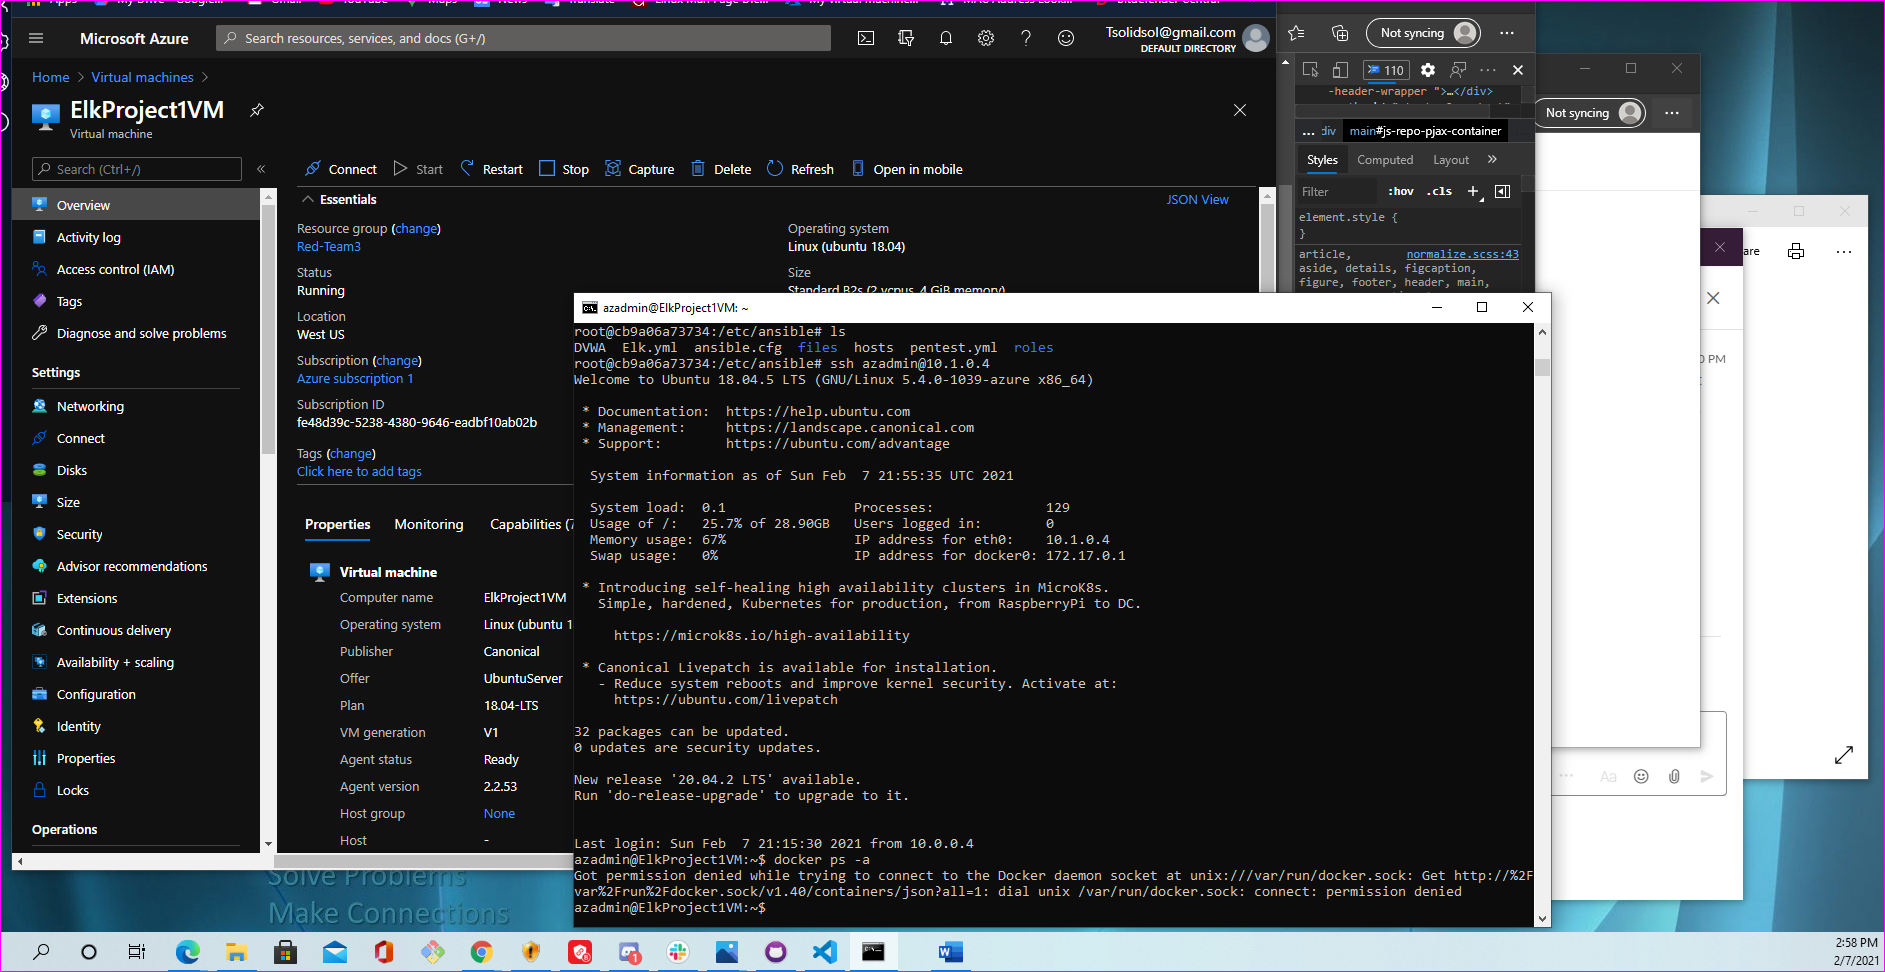 Microsoft Azure
Search resources, services, and docs (G+/)
Tsolidsol@gmail.com
DEFAULT DIRECTORY
Home > Virtual machines >
ElkProject1VM
Virtual machine
Search (Ctrl+/)
«
Overview
Activity log
Access control (IAM)
Tags
Diagnose and solve problems
Settings
Networking
Connect
Disks
Size
Security
Advisor recommendations
Extensions
Continuous delivery
Availability + scaling
Configuration
Identity
Properties
Locks
Operations
Connect Start Restart Stop Capture Delete Refresh Open in mobile
Essentials
JSON View
Resource group (change)
Red-Team3
Status
Running
Location
West US
Subscription (change)
Azure subscription 1
Subscription ID
fe48d39c-5238-4380-9646-eadbf10ab02b
Tags (change)
Click here to add tags
Operating system
Linux (ubuntu 18.04)
Size
Standard B2s (2 vcpus, 4 GiB memory)
Properties Monitoring Capabilities (7
Virtual machine
Computer name ElkProject1VM
Operating system Linux (ubuntu 1
Publisher Canonical
Offer UbuntuServer
Plan 18.04-LTS
VM generation V1
Agent status Ready
Agent version 2.2.53
Host group None
Host -
azadmin@ElkProject1VM: ~
root@cb9a06a73734:/etc/ansible# ls
DVWA Elk.yml ansible.cfg files hosts pentest.yml roles
root@cb9a06a73734:/etc/ansible# ssh azadmin@10.1.0.4
Welcome to Ubuntu 18.04.5 LTS (GNU/Linux 5.4.0-1039-azure x86_64)
* Documentation: https://help.ubuntu.com
* Management: https://landscape.canonical.com
* Support: https://ubuntu.com/advantage
System information as of Sun Feb 7 21:55:35 UTC 2021
System load: 0.1 Processes: 129
Usage of /: 25.7% of 28.90GB Users logged in: 0
Memory usage: 67% IP address for eth0: 10.1.0.4
Swap usage: 0% IP address for docker0: 172.17.0.1
* Introducing self-healing high availability clusters in MicroK8s.
Simple, hardened, Kubernetes for production, from RaspberryPi to DC.
https://microk8s.io/high-availability
* Canonical Livepatch is available for installation.
- Reduce system reboots and improve kernel security. Activate at:
https://ubuntu.com/livepatch
32 packages can be updated.
0 updates are security updates.
New release '20.04.2 LTS' available.
Run 'do-release-upgrade' to upgrade to it.
Last login: Sun Feb 7 21:15:30 2021 from 10.0.0.4
azadmin@ElkProject1VM:~$ docker ps -a
Got permission denied while trying to connect to the Docker daemon socket at unix:///var/run/docker.sock: Get http://%2F
var%2Frun%2Fdocker.sock/v1.40/containers/json?all=1: dial unix /var/run/docker.sock: connect: permission denied
azadmin@ElkProject1VM:~$
Not syncing
110
-header-wrapper ">…</div>
... div main#js-repo-pjax-container
Styles Computed Layout »
Filter :hov .cls +
element.style {
}
article, normalize.scss:43
aside, details, figcaption,
figure, footer, header, main,
Not syncing
are
0 PM
Aa
Solve Problems
Make Connections
1
2:58 PM
2/7/2021